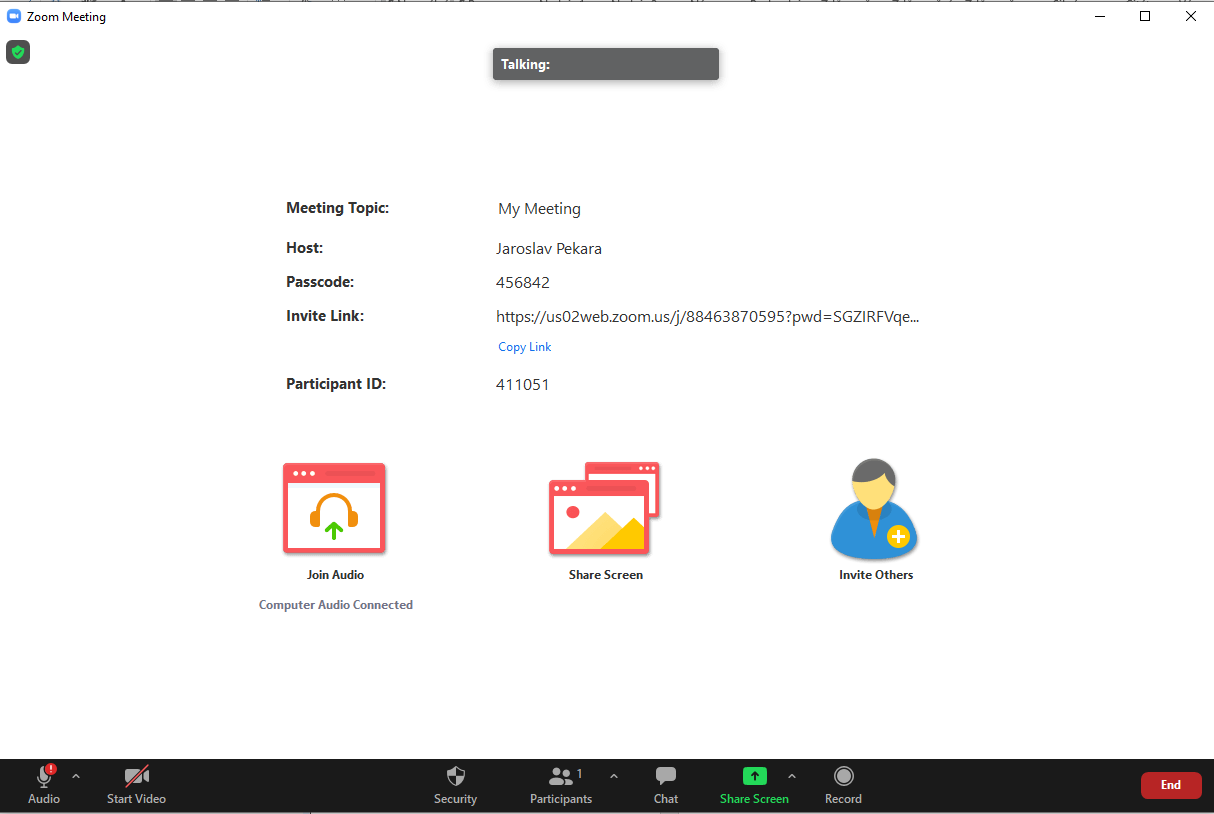 Zoom Meeting
Talking:
Meeting Topic: My Meeting
Host: Jaroslav Pekara
Passcode: 456842
Invite Link: https://us02web.zoom.us/j/88463870595?pwd=SGZIRFVqe...
Copy Link
Participant ID: 411051
Join Audio Share Screen Invite Others
Computer Audio Connected
1
Audio Start Video Security Participants Chat Share Screen Record End